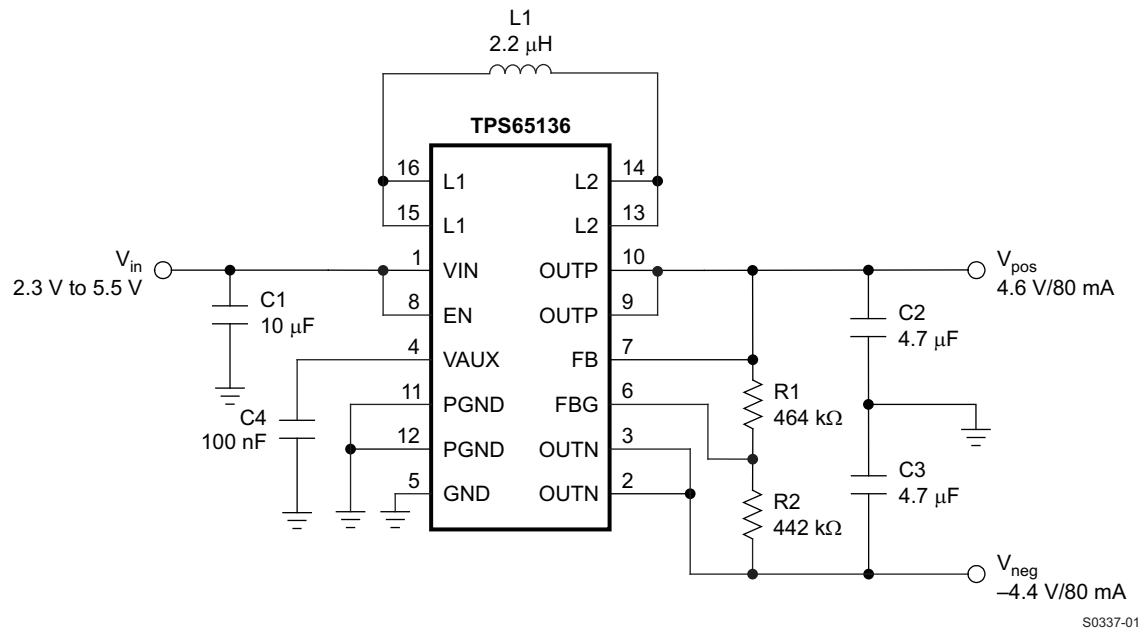 L1
2.2 μH
TPS65136
16 L1 L2 14
15 L1 L2 13
Vin
2.3 V to 5.5 V
1 VIN OUTP 10
Vpos
4.6 V/80 mA
C1
10 μF
8 EN OUTP 9
C2
4.7 μF
4 VAUX FB 7
11 PGND FBG 6
R1
464 kΩ
C4
100 nF
12 PGND OUTN 3
5 GND OUTN 2
C3
4.7 μF
R2
442 kΩ
Vneg
–4.4 V/80 mA
S0337-01